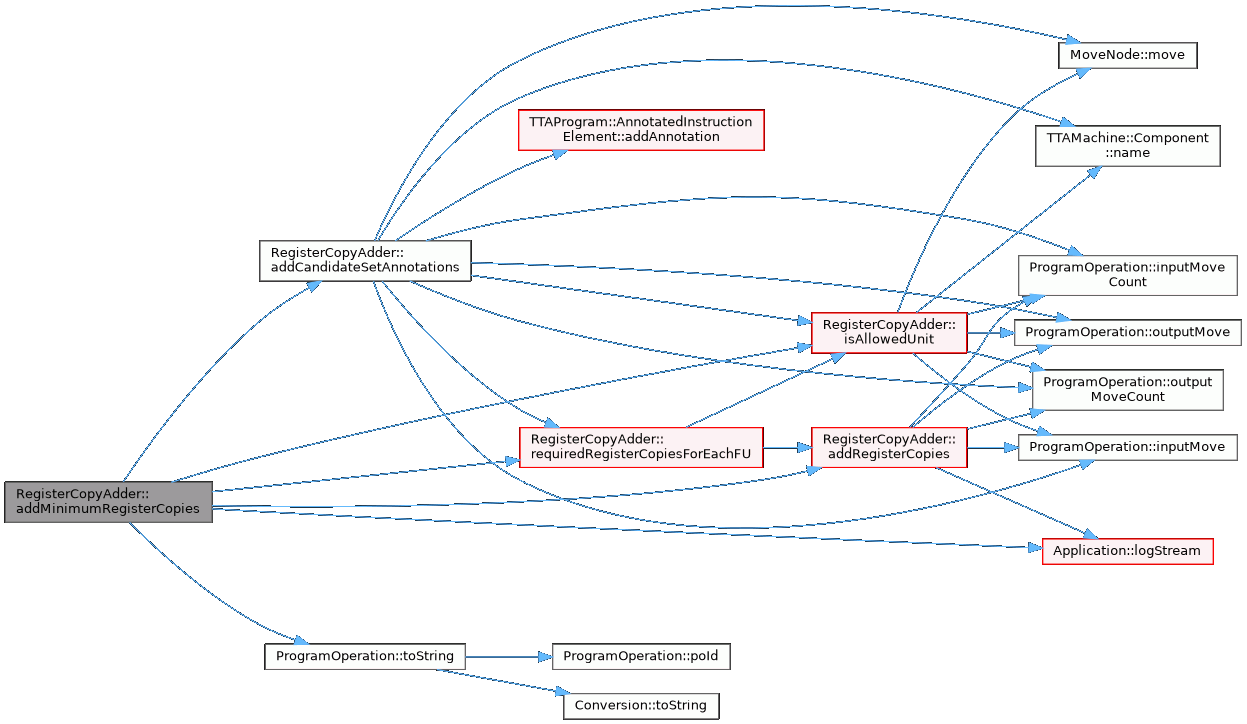 MoveNode::move
TTAProgram::AnnotatedInstruction
Element::addAnnotation
TTAMachine::Component
::name
RegisterCopyAdder::
addCandidateSetAnnotations
ProgramOperation::inputMove
Count
RegisterCopyAdder::
isAllowedUnit
ProgramOperation::outputMove
ProgramOperation::output
MoveCount
RegisterCopyAdder::
requiredRegisterCopiesForEachFU
RegisterCopyAdder::
addRegisterCopies
ProgramOperation::inputMove
RegisterCopyAdder::
addMinimumRegisterCopies
Application::logStream
ProgramOperation::toString
ProgramOperation::poId
Conversion::toString